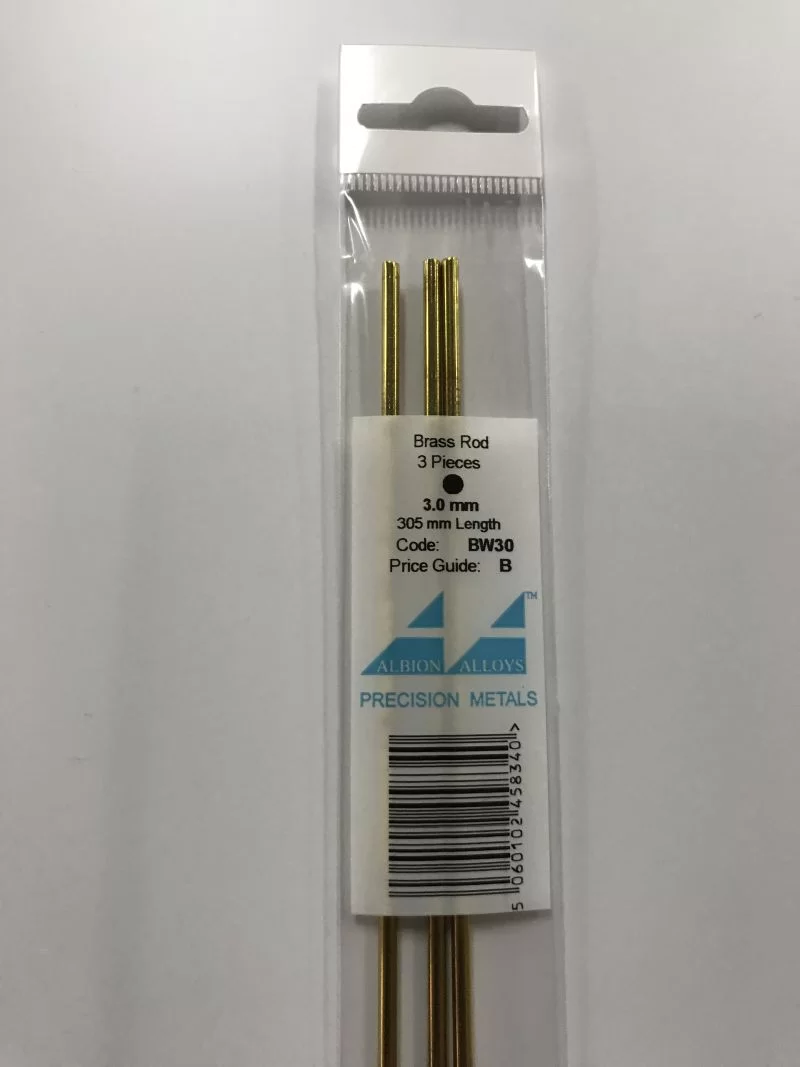 Brass Rod
3 Pieces
3.0 mm
305 mm Length
Code: BW30
Price Guide: B
TM
ALBION ALLOYS
PRECISION METALS
5 060102 458340 >